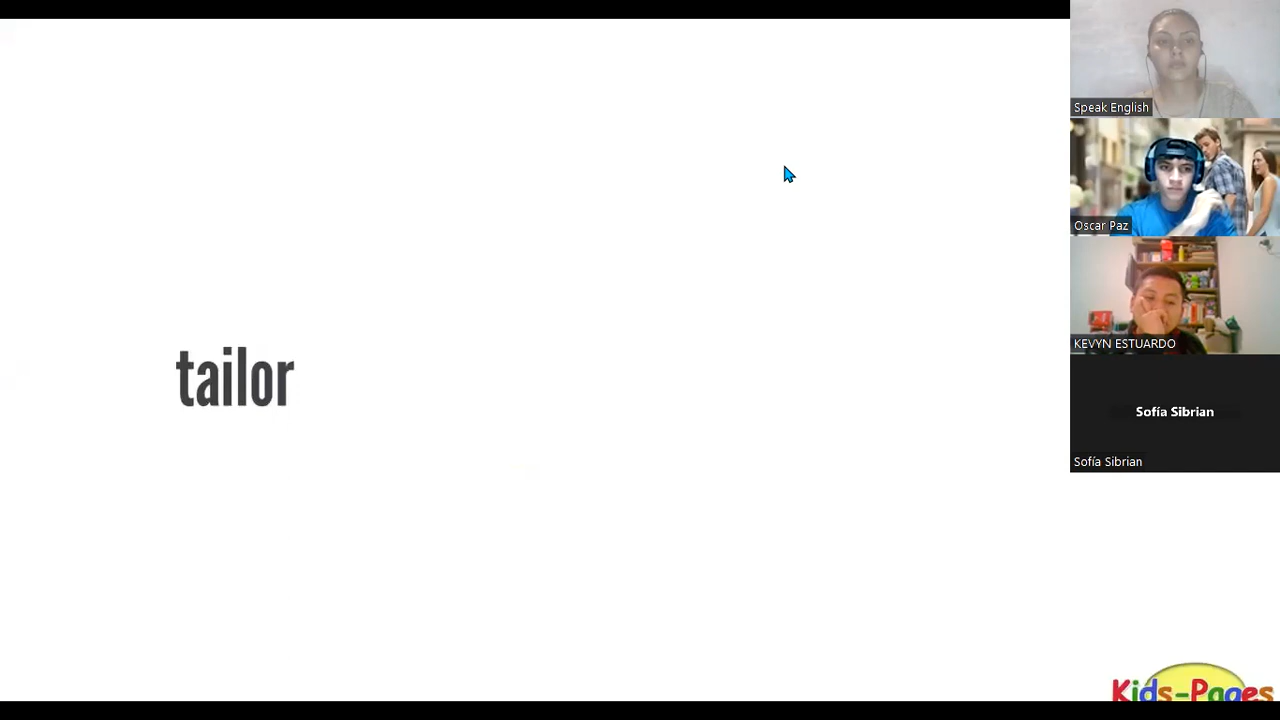 Speak English
Oscar Paz
tailor
KEVYN ESTUARDO
Sofía Sibrian
Sofía Sibrian
Kids-Pages